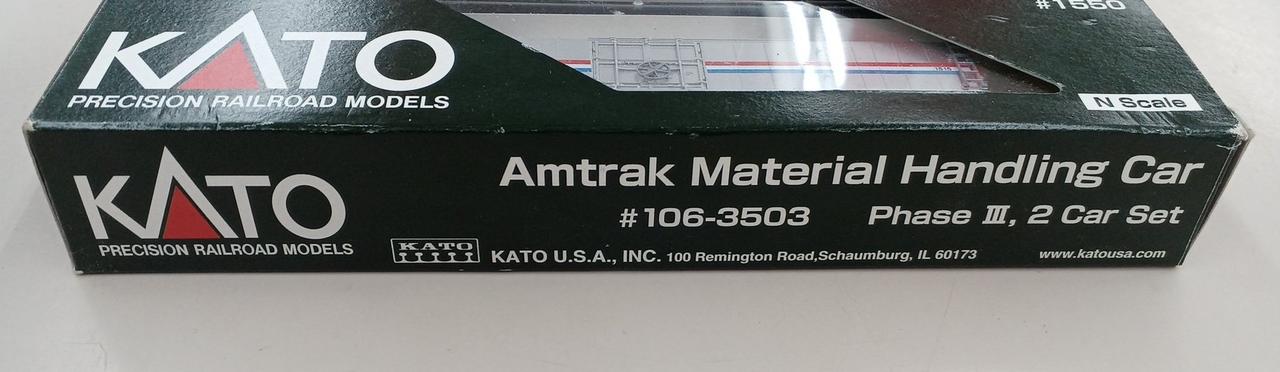 #1550
KATO
PRECISION RAILROAD MODELS
N Scale
KATO
PRECISION RAILROAD MODELS
Amtrak Material Handling Car
#106-3503 Phase Ⅲ, 2 Car Set
KATO
KATO U.S.A., INC. 100 Remington Road,Schaumburg, IL 60173
www.katousa.com